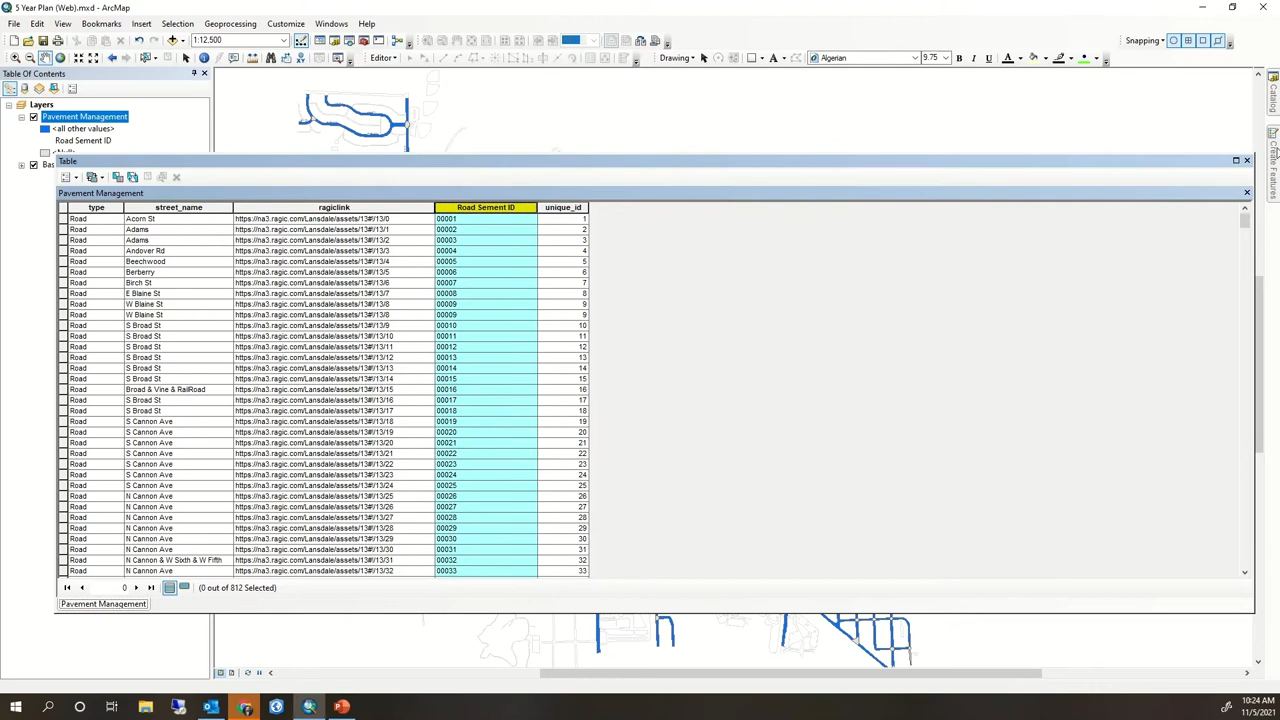 5 Year Plan (Web).mxd - ArcMap
File Edit View Bookmarks Insert Selection Geoprocessing Customize Windows Help
1:12,500
Snapping
Editor
Drawing
Algerian
9.75
B I U A
Table Of Contents
Layers
Pavement Management
<all other values>
Road Sement ID
Bas
Catalog
Create Features
Table
Pavement Management
type street_name ragiclink Road Sement ID unique_id
Road Acorn St https://na3.ragic.com/Lansdale/assets/13#!/13/0 00001 1
Road Adams https://na3.ragic.com/Lansdale/assets/13#!/13/1 00002 2
Road Adams https://na3.ragic.com/Lansdale/assets/13#!/13/2 00003 3
Road Andover Rd https://na3.ragic.com/Lansdale/assets/13#!/13/3 00004 4
Road Beechwood https://na3.ragic.com/Lansdale/assets/13#!/13/4 00005 5
Road Berberry https://na3.ragic.com/Lansdale/assets/13#!/13/5 00006 6
Road Birch St https://na3.ragic.com/Lansdale/assets/13#!/13/6 00007 7
Road E Blaine St https://na3.ragic.com/Lansdale/assets/13#!/13/7 00008 8
Road W Blaine St https://na3.ragic.com/Lansdale/assets/13#!/13/8 00009 9
Road W Blaine St https://na3.ragic.com/Lansdale/assets/13#!/13/8 00009 9
Road S Broad St https://na3.ragic.com/Lansdale/assets/13#!/13/9 00010 10
Road S Broad St https://na3.ragic.com/Lansdale/assets/13#!/13/10 00011 11
Road S Broad St https://na3.ragic.com/Lansdale/assets/13#!/13/11 00012 12
Road S Broad St https://na3.ragic.com/Lansdale/assets/13#!/13/12 00013 13
Road S Broad St https://na3.ragic.com/Lansdale/assets/13#!/13/13 00014 14
Road S Broad St https://na3.ragic.com/Lansdale/assets/13#!/13/14 00015 15
Road Broad & Vine & RailRoad https://na3.ragic.com/Lansdale/assets/13#!/13/15 00016 16
Road S Broad St https://na3.ragic.com/Lansdale/assets/13#!/13/16 00017 17
Road S Broad St https://na3.ragic.com/Lansdale/assets/13#!/13/17 00018 18
Road S Cannon Ave https://na3.ragic.com/Lansdale/assets/13#!/13/18 00019 19
Road S Cannon Ave https://na3.ragic.com/Lansdale/assets/13#!/13/19 00020 20
Road S Cannon Ave https://na3.ragic.com/Lansdale/assets/13#!/13/20 00021 21
Road S Cannon Ave https://na3.ragic.com/Lansdale/assets/13#!/13/21 00022 22
Road S Cannon Ave https://na3.ragic.com/Lansdale/assets/13#!/13/22 00023 23
Road S Cannon Ave https://na3.ragic.com/Lansdale/assets/13#!/13/23 00024 24
Road S Cannon Ave https://na3.ragic.com/Lansdale/assets/13#!/13/24 00025 25
Road N Cannon Ave https://na3.ragic.com/Lansdale/assets/13#!/13/25 00026 26
Road N Cannon Ave https://na3.ragic.com/Lansdale/assets/13#!/13/26 00027 27
Road N Cannon Ave https://na3.ragic.com/Lansdale/assets/13#!/13/27 00028 28
Road N Cannon Ave https://na3.ragic.com/Lansdale/assets/13#!/13/28 00029 29
Road N Cannon Ave https://na3.ragic.com/Lansdale/assets/13#!/13/29 00030 30
Road N Cannon Ave https://na3.ragic.com/Lansdale/assets/13#!/13/30 00031 31
Road N Cannon & W Sixth & W Fifth https://na3.ragic.com/Lansdale/assets/13#!/13/31 00032 32
Road N Cannon Ave https://na3.ragic.com/Lansdale/assets/13#!/13/32 00033 33
0 (0 out of 812 Selected)
Pavement Management
10:24 AM
11/5/2021